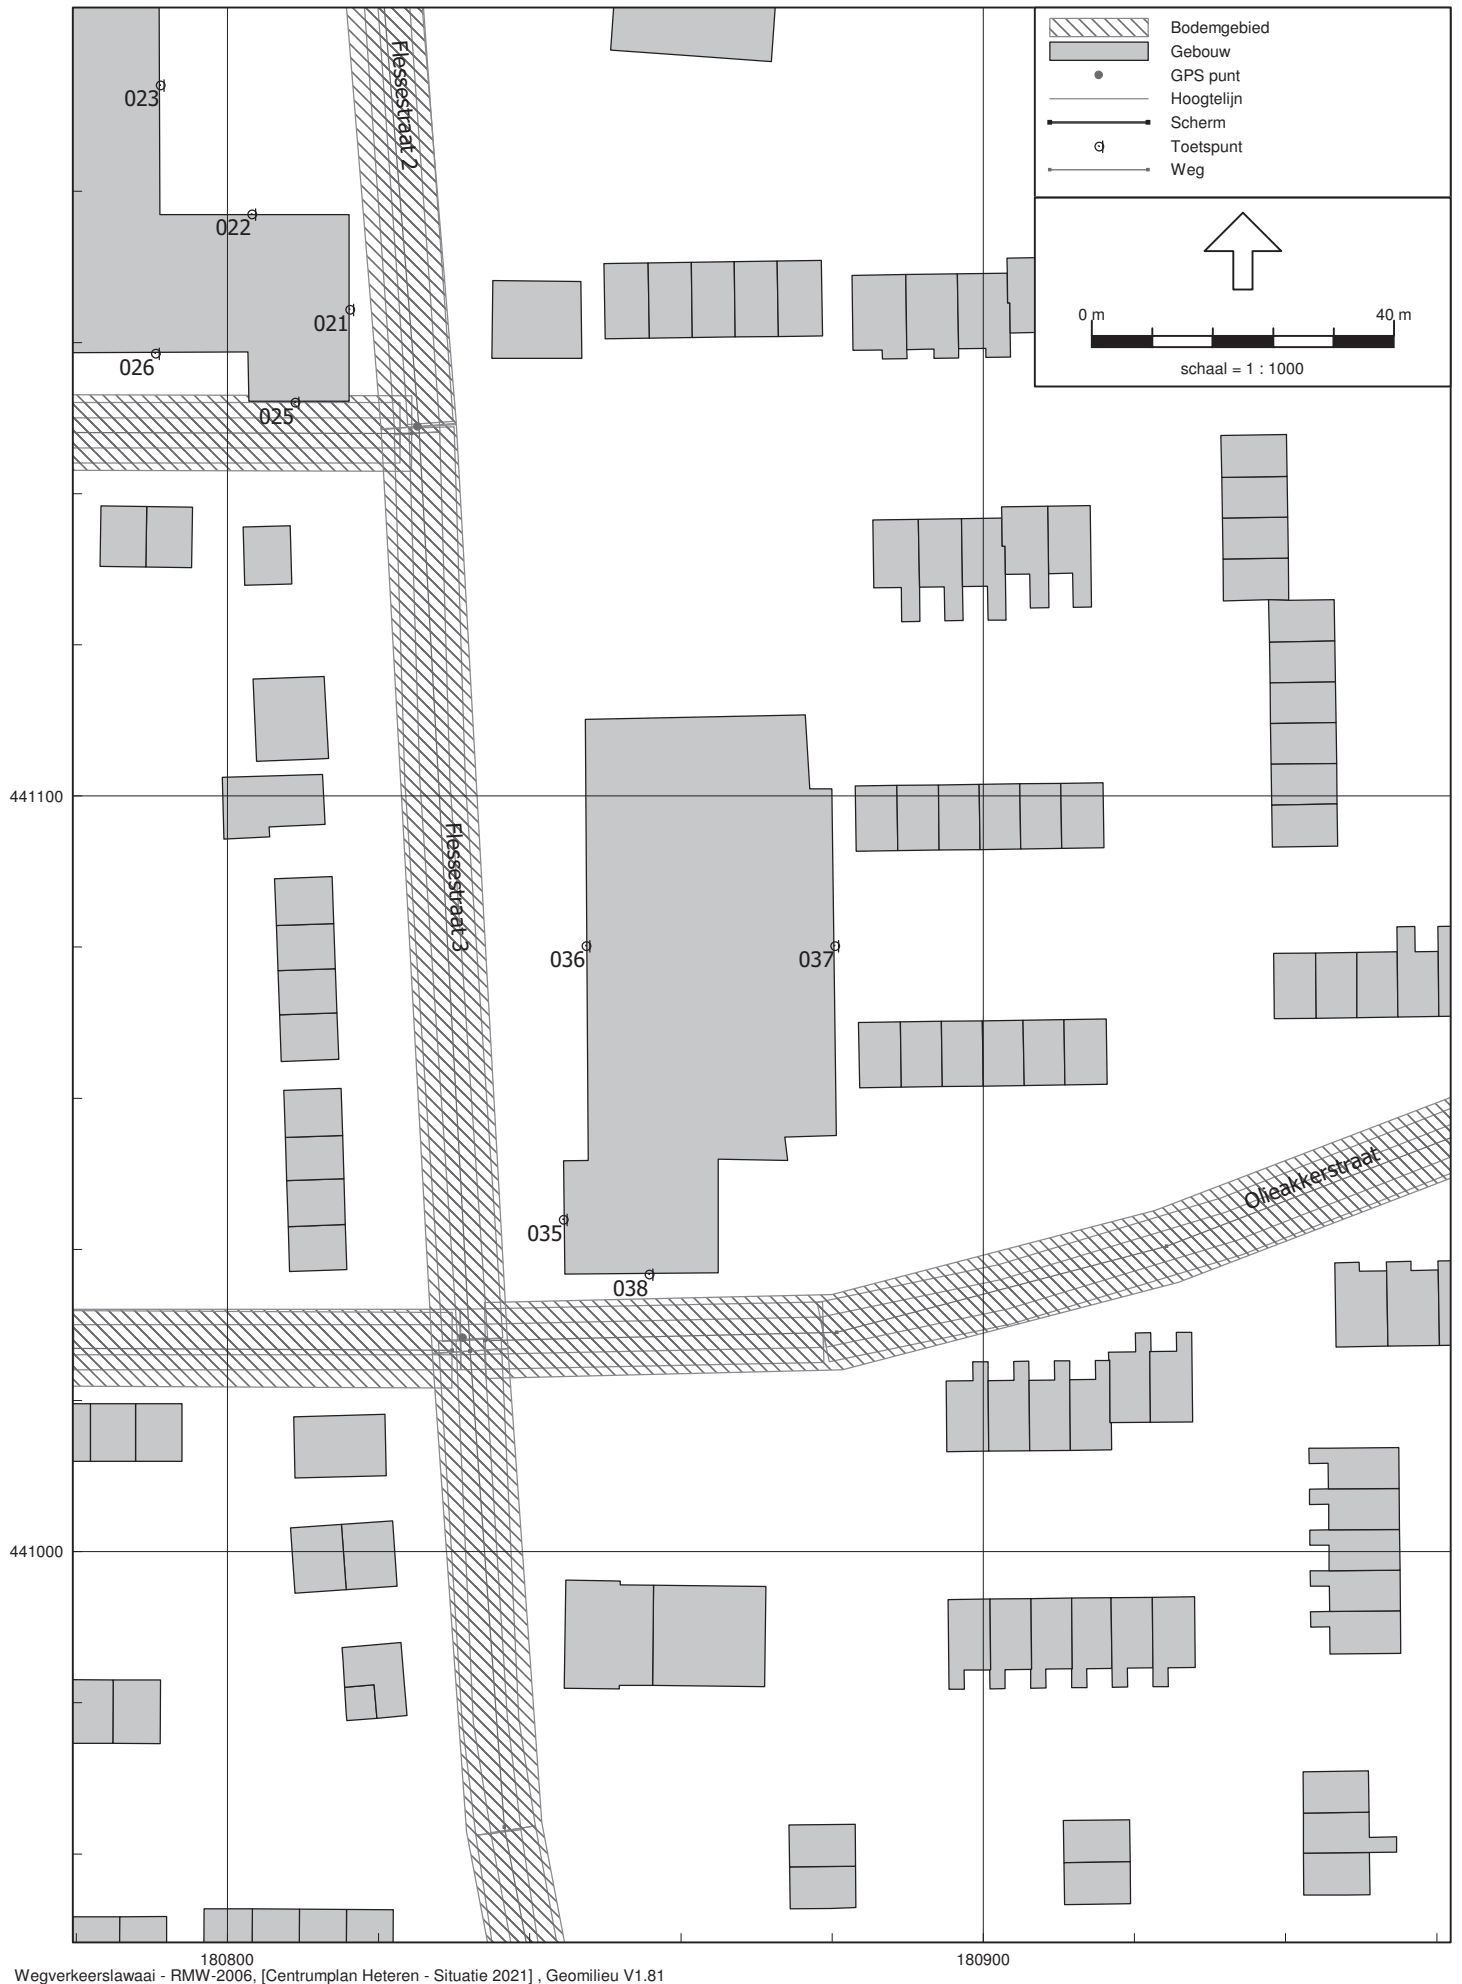 Bodemgebied
Gebouw
GPS punt
Hoogtelijn
Scherm
Toetspunt
Weg
0 m 40 m
schaal = 1 : 1000
Flessestraat 2
023
022
021
026
025
441100
Flessestraat 3
036
037
Olieakkerstraat
035
038
441000
180800 180900
Wegverkeerslawaai - RMW-2006, [Centrumplan Heteren - Situatie 2021] , Geomilieu V1.81